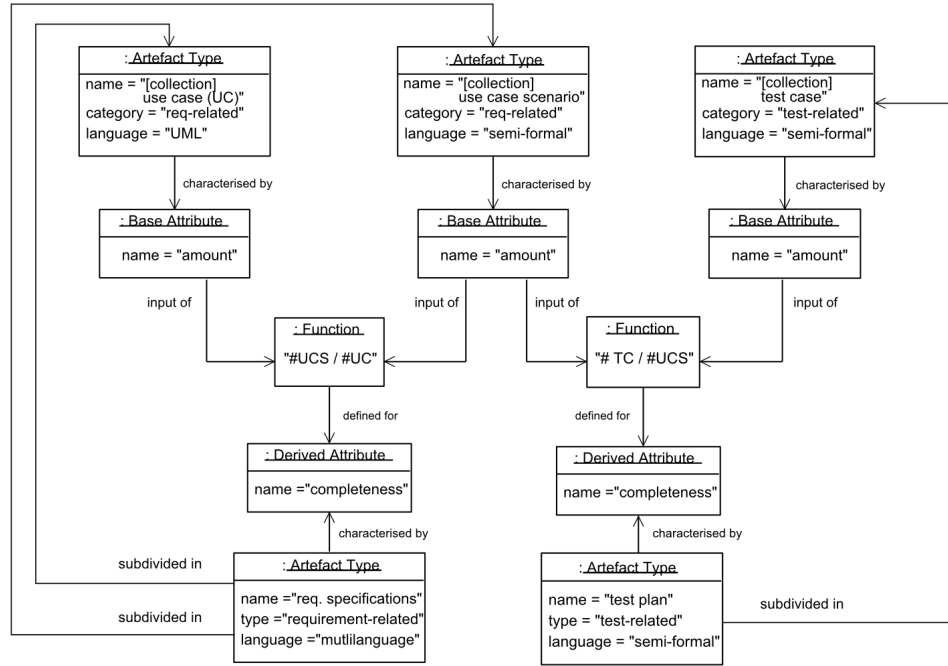 : Artefact Type
name = "[collection]
use case (UC)"
category = "req-related"
language = "UML"
: Artefact Type
name = "[collection]
use case scenario"
category = "req-related"
language = "semi-formal"
: Artefact Type
name = "[collection]
test case"
category = "test-related"
language = "semi-formal"
characterised by
characterised by
characterised by
: Base Attribute
name = "amount"
: Base Attribute
name = "amount"
: Base Attribute
name = "amount"
input of
input of
input of
input of
: Function
"#UCS / #UC"
: Function
"# TC / #UCS"
defined for
defined for
: Derived Attribute
name ="completeness"
: Derived Attribute
name ="completeness"
characterised by
characterised by
subdivided in
subdivided in
: Artefact Type
name ="req. specifications"
type ="requirement-related"
language ="mutlilanguage"
: Artefact Type
name = "test plan"
type = "test-related"
language = "semi-formal"
subdivided in